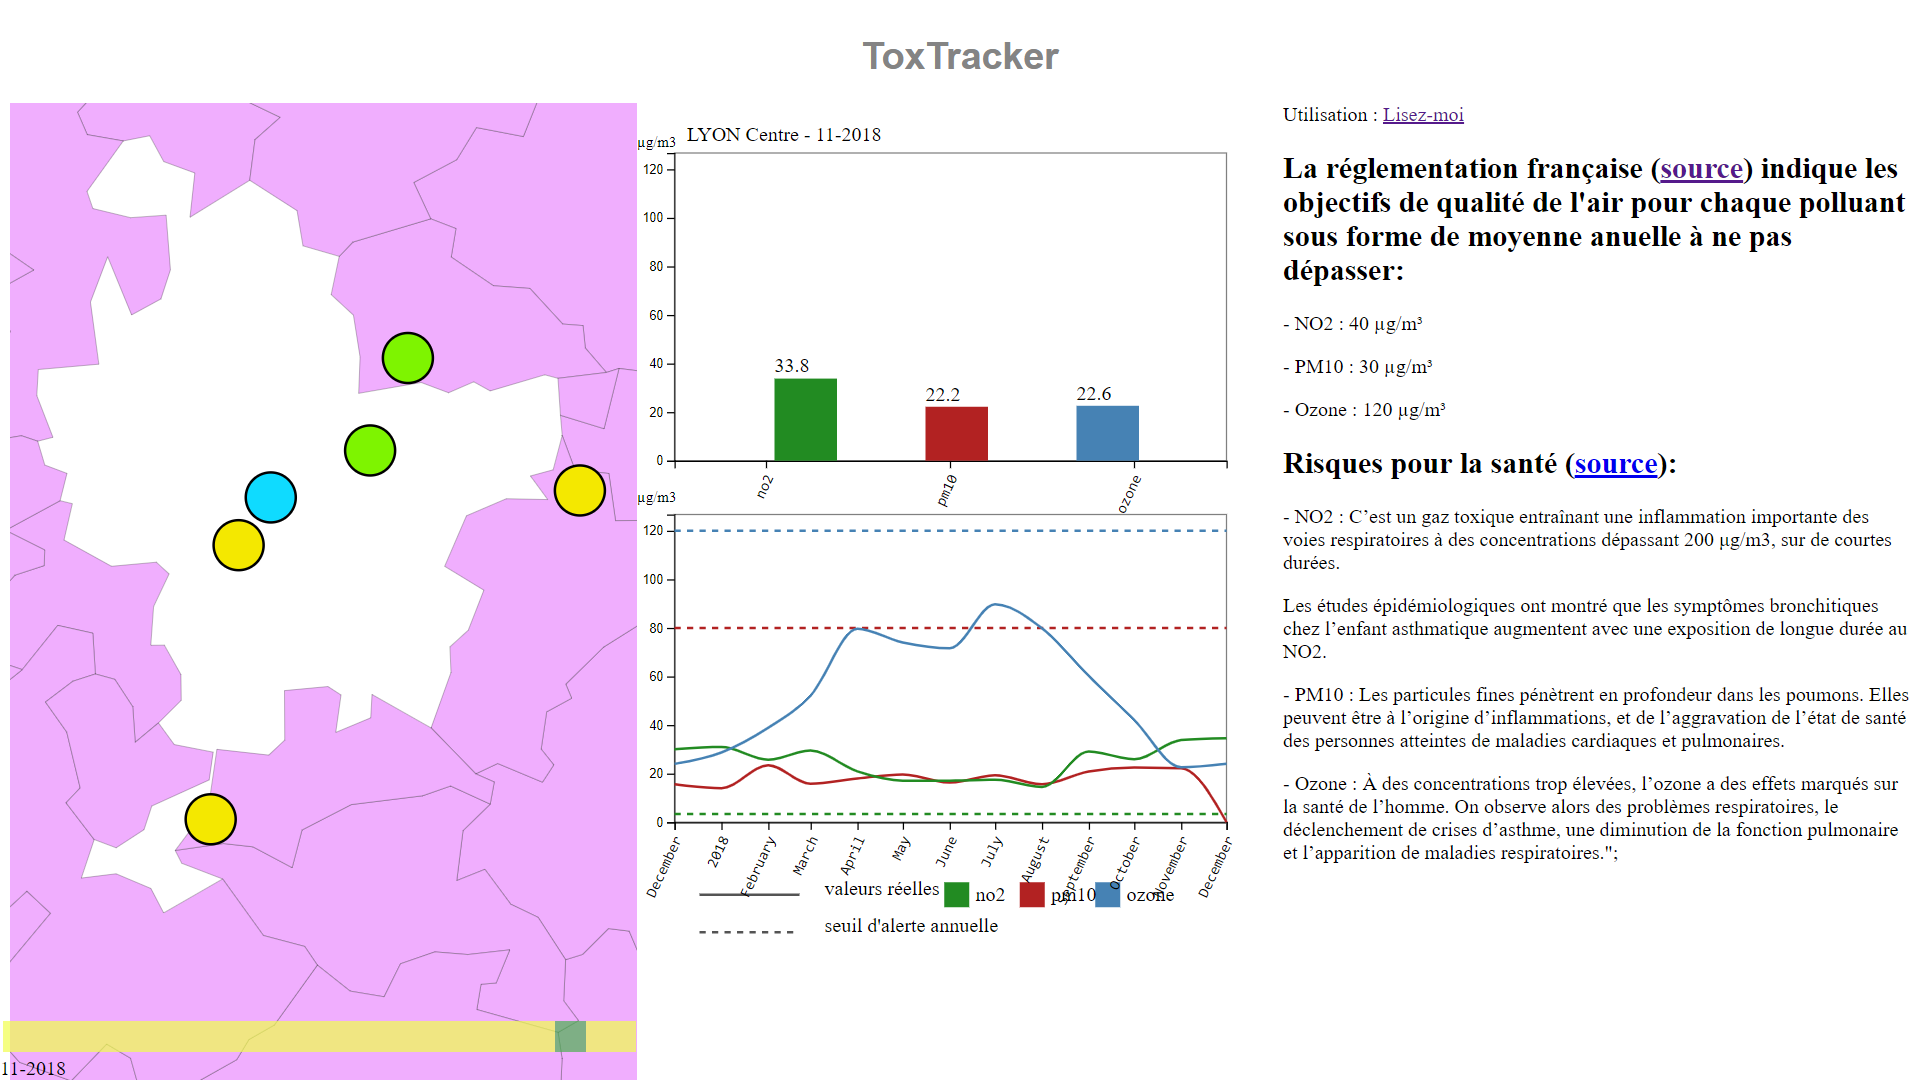 ToxTracker
11-2018
µg/m3
LYON Centre - 11-2018
120
100
80
60
40
20
0
33.8
22.2
22.6
no2
pm10
ozone
µg/m3
120
100
80
60
40
20
0
December
2018
February
March
April
May
June
July
August
September
October
November
December
valeurs réelles
no2
pm10
ozone
seuil d'alerte annuelle
Utilisation : Lisez-moi
La réglementation française (source) indique les
objectifs de qualité de l'air pour chaque polluant
sous forme de moyenne anuelle à ne pas
dépasser:
- NO2 : 40 µg/m³
- PM10 : 30 µg/m³
- Ozone : 120 µg/m³
Risques pour la santé (source):
- NO2 : C’est un gaz toxique entraînant une inflammation importante des
voies respiratoires à des concentrations dépassant 200 µg/m3, sur de courtes
durées.
Les études épidémiologiques ont montré que les symptômes bronchitiques
chez l’enfant asthmatique augmentent avec une exposition de longue durée au
NO2.
- PM10 : Les particules fines pénètrent en profondeur dans les poumons. Elles
peuvent être à l’origine d’inflammations, et de l’aggravation de l’état de santé
des personnes atteintes de maladies cardiaques et pulmonaires.
- Ozone : À des concentrations trop élevées, l’ozone a des effets marqués sur
la santé de l’homme. On observe alors des problèmes respiratoires, le
déclenchement de crises d’asthme, une diminution de la fonction pulmonaire
et l’apparition de maladies respiratoires.";